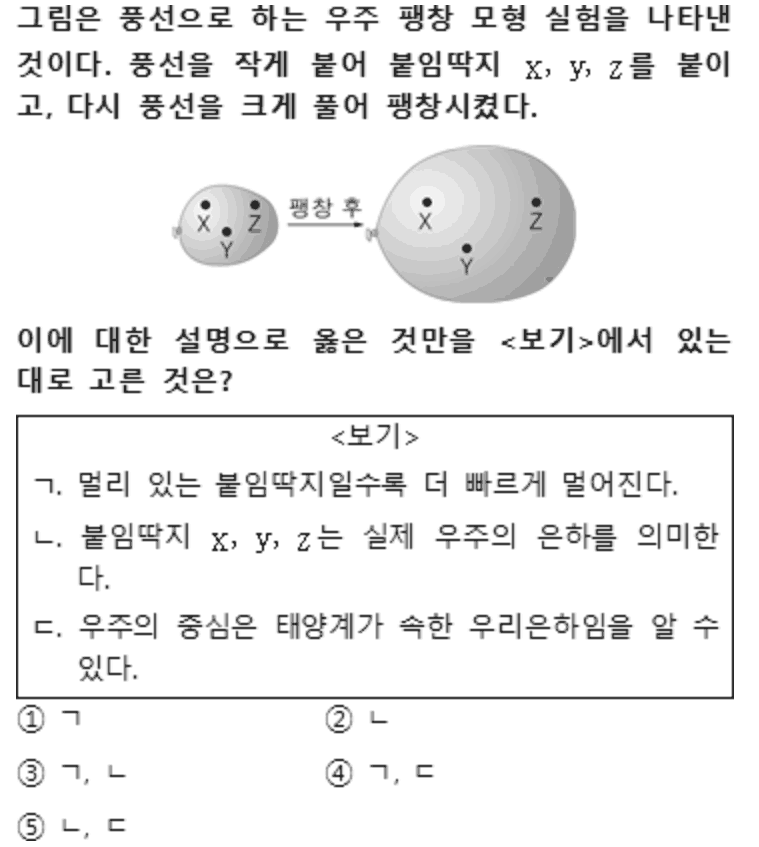 그림은 풍선으로 하는 우주 팽창 모형 실험을 나타낸
것이다. 풍선을 작게 불어 붙임딱지 x, y, z를 붙이
고, 다시 풍선을 크게 풀어 팽창시켰다.
X Z 팽창 후 X Z
Y Y
이에 대한 설명으로 옳은 것만을 <보기>에서 있는
대로 고른 것은?
<보기>
ㄱ. 멀리 있는 붙임딱지일수록 더 빠르게 멀어진다.
ㄴ. 붙임딱지 x, y, z는 실제 우주의 은하를 의미한
다.
ㄷ. 우주의 중심은 태양계가 속한 우리은하임을 알 수
있다.
① ㄱ ② ㄴ
③ ㄱ, ㄴ ④ ㄱ, ㄷ
⑤ ㄴ, ㄷ